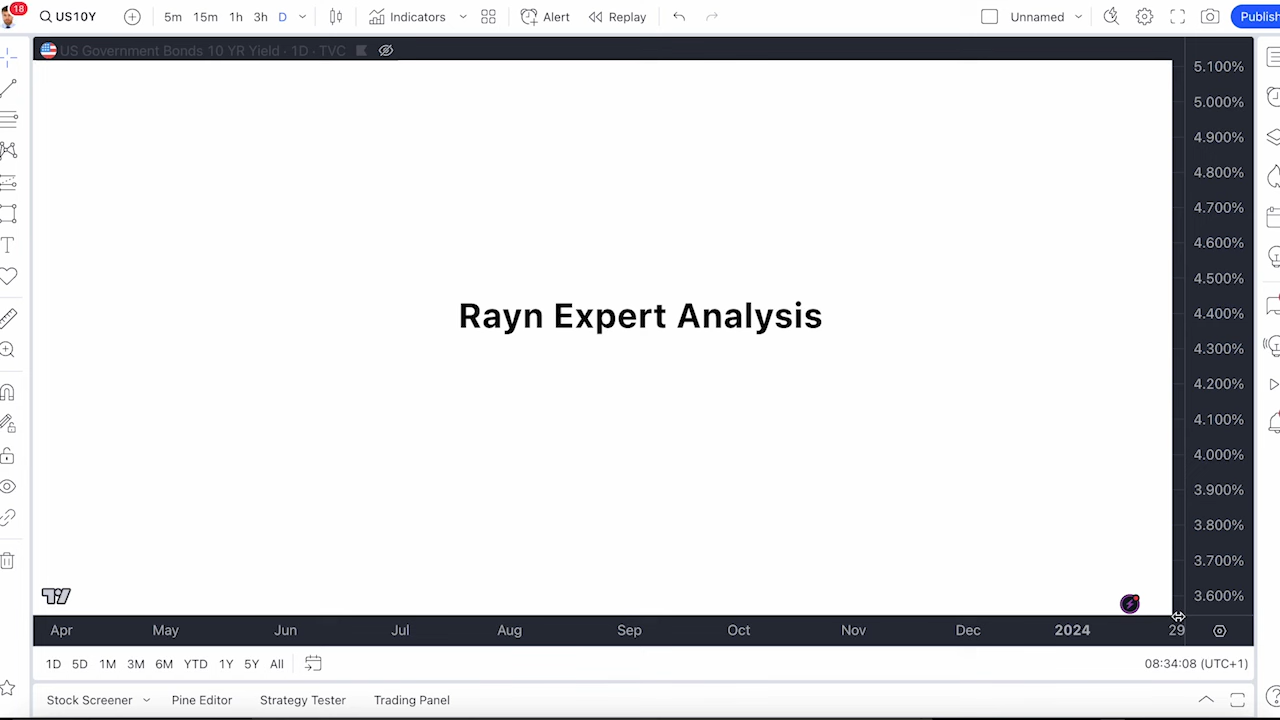 18
US10Y
5m 15m 1h 3h D
Indicators
Alert
Replay
Unnamed
Publish
US Government Bonds 10 YR Yield · 1D · TVC
5.100%
5.000%
4.900%
4.800%
4.700%
4.600%
4.500%
4.400%
4.300%
4.200%
4.100%
4.000%
3.900%
3.800%
3.700%
3.600%
Rayn Expert Analysis
Apr May Jun Jul Aug Sep Oct Nov Dec 2024 29
1D 5D 1M 3M 6M YTD 1Y 5Y All
08:34:08 (UTC+1)
Stock Screener Pine Editor Strategy Tester Trading Panel